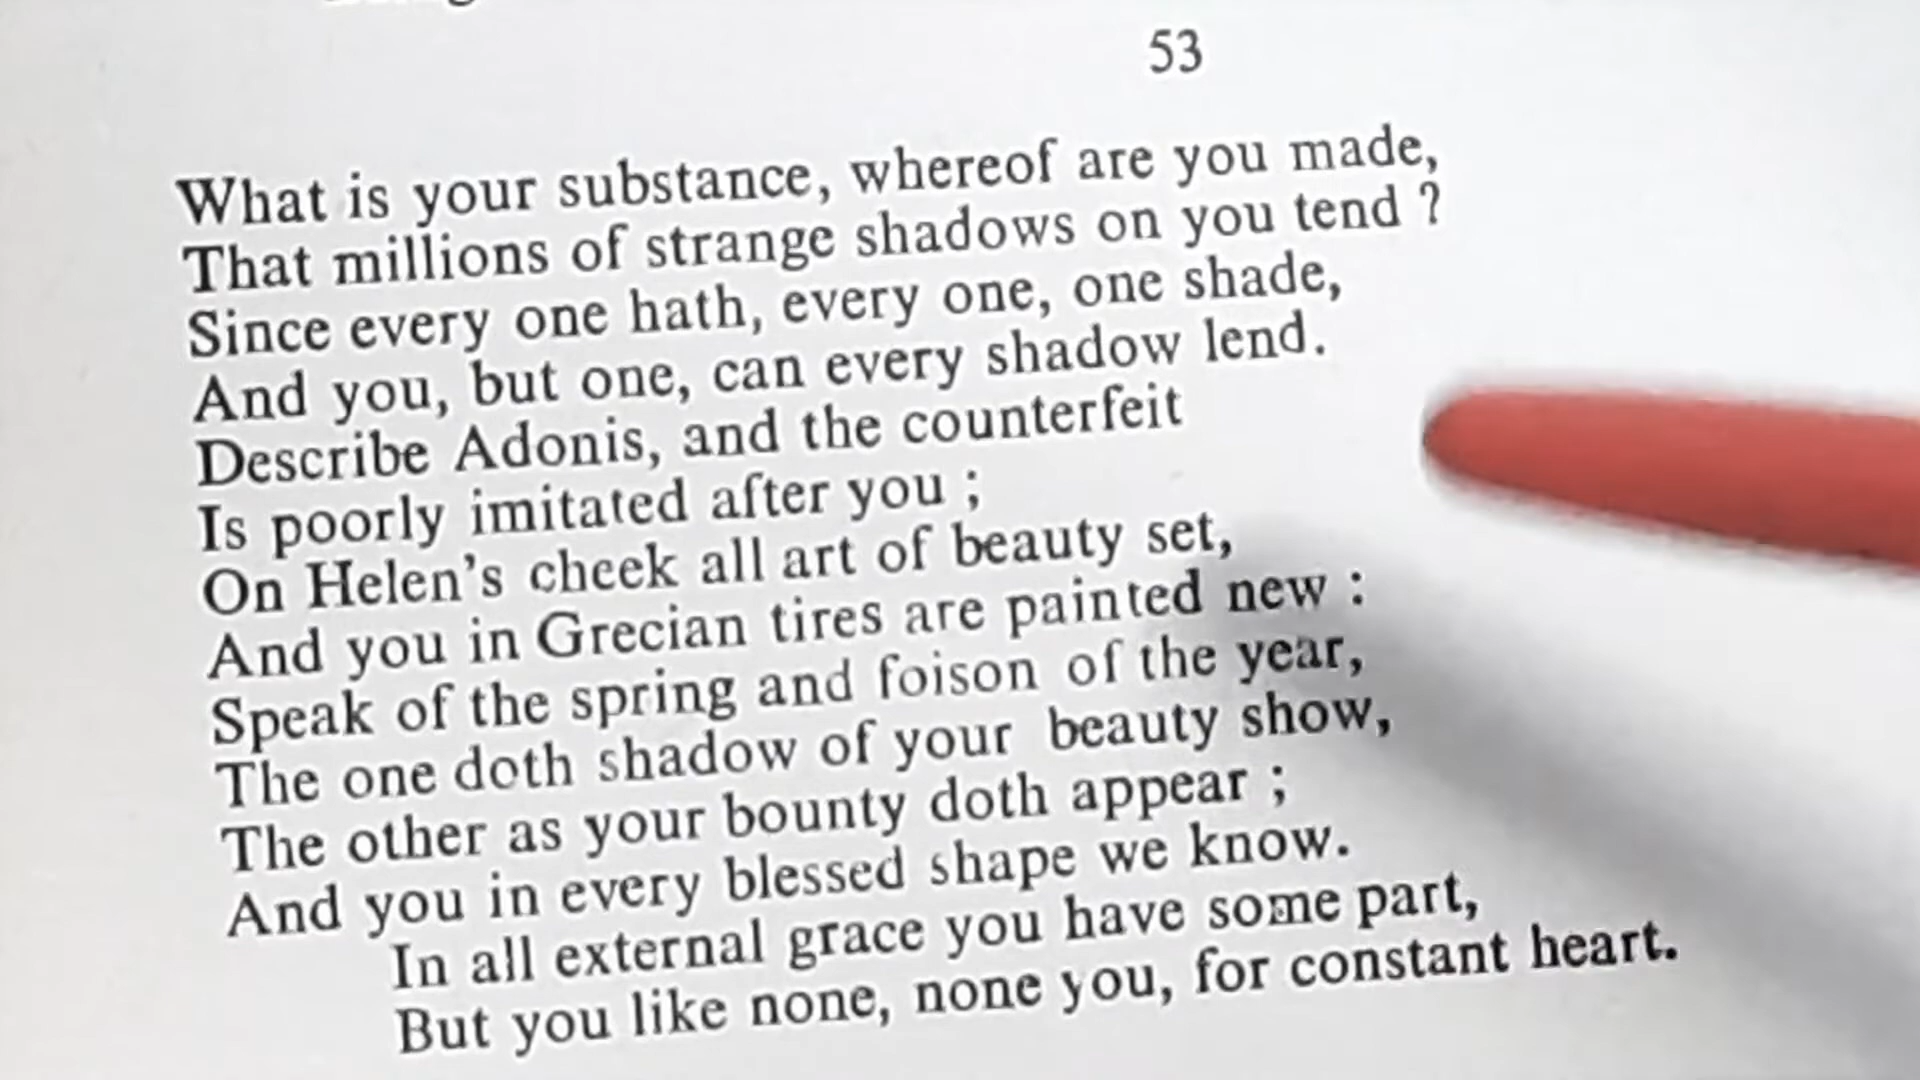 53
What is your substance, whereof are you made,
That millions of strange shadows on you tend ?
Since every one hath, every one, one shade,
And you, but one, can every shadow lend.
Describe Adonis, and the counterfeit
Is poorly imitated after you ;
On Helen's cheek all art of beauty set,
And you in Grecian tires are painted new :
Speak of the spring and foison of the year,
The one doth shadow of your beauty show,
The other as your bounty doth appear ;
And you in every blessed shape we know.
In all external grace you have some part,
But you like none, none you, for constant heart.